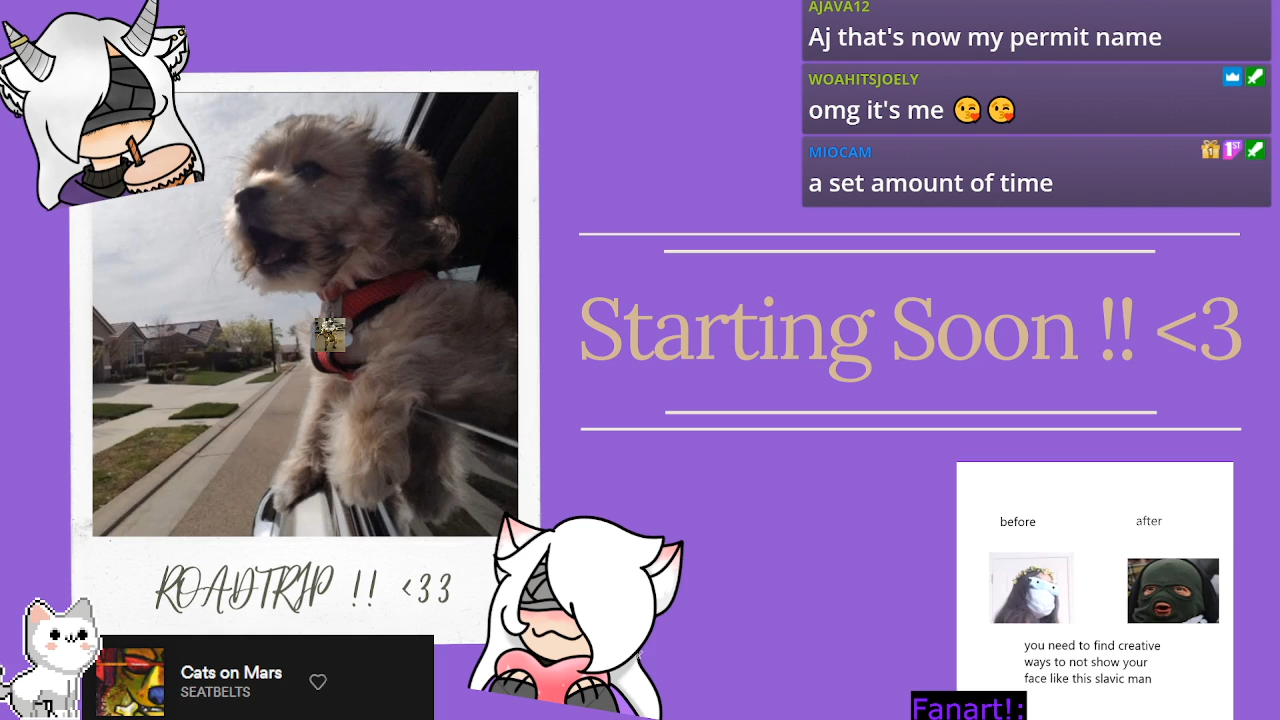 AJAVA12
Aj that's now my permit name
WOAHITSJOELY
omg it's me 😘 😘
MIOCAM
1 1ST
a set amount of time
Starting Soon !! <3
ROADTRIP !! <33
Cats on Mars
SEATBELTS
before after
you need to find creative
ways to not show your
face like this slavic man
Fanart!: